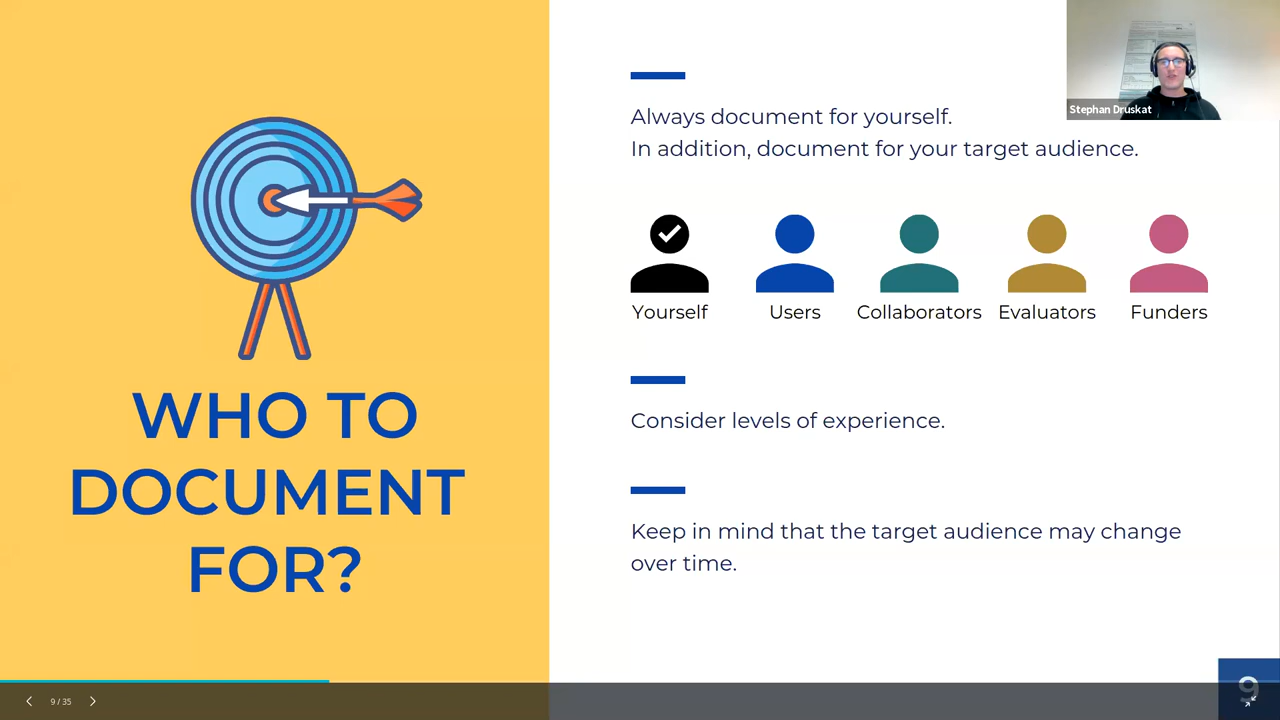 WHO TO
DOCUMENT
FOR?
Always document for yourself.
In addition, document for your target audience.
Yourself
Users
Collaborators
Evaluators
Funders
Consider levels of experience.
Keep in mind that the target audience may change
over time.
Stephan Druskat
9 / 35
9